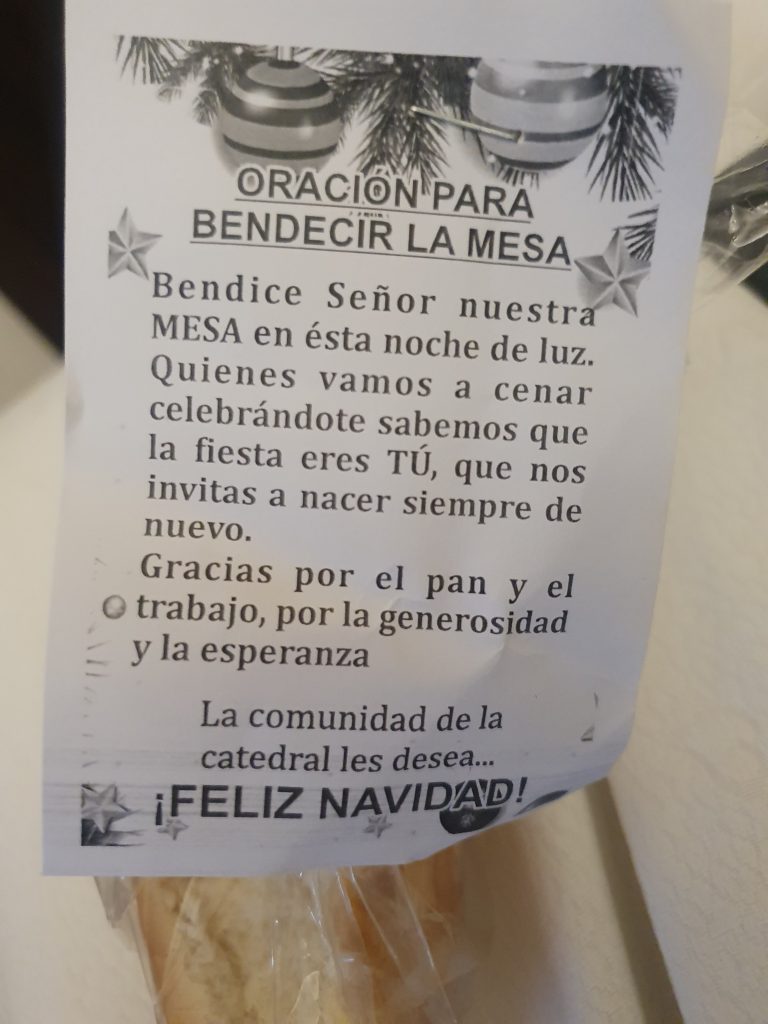 ORACIÓN PARA
BENDECIR LA MESA
Bendice Señor nuestra
MESA en ésta noche de luz.
Quienes vamos a cenar
celebrándote sabemos que
la fiesta eres TÚ, que nos
invitas a nacer siempre de
nuevo.
Gracias por el pan y el
trabajo, por la generosidad
y la esperanza
La comunidad de la
catedral les desea...
¡FELIZ NAVIDAD!